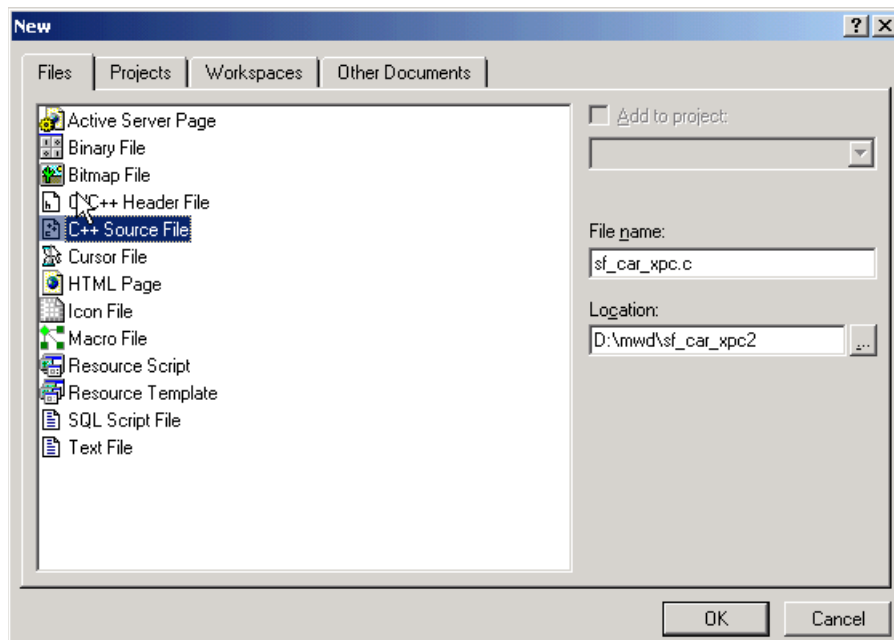 New
Files Projects Workspaces Other Documents
Active Server Page
Binary File
Bitmap File
C++ Header File
C++ Source File
Cursor File
HTML Page
Icon File
Macro File
Resource Script
Resource Template
SQL Script File
Text File
Add to project:
File name:
sf_car_xpc.c
Location:
D:\mwd\sf_car_xpc2
...
OK Cancel